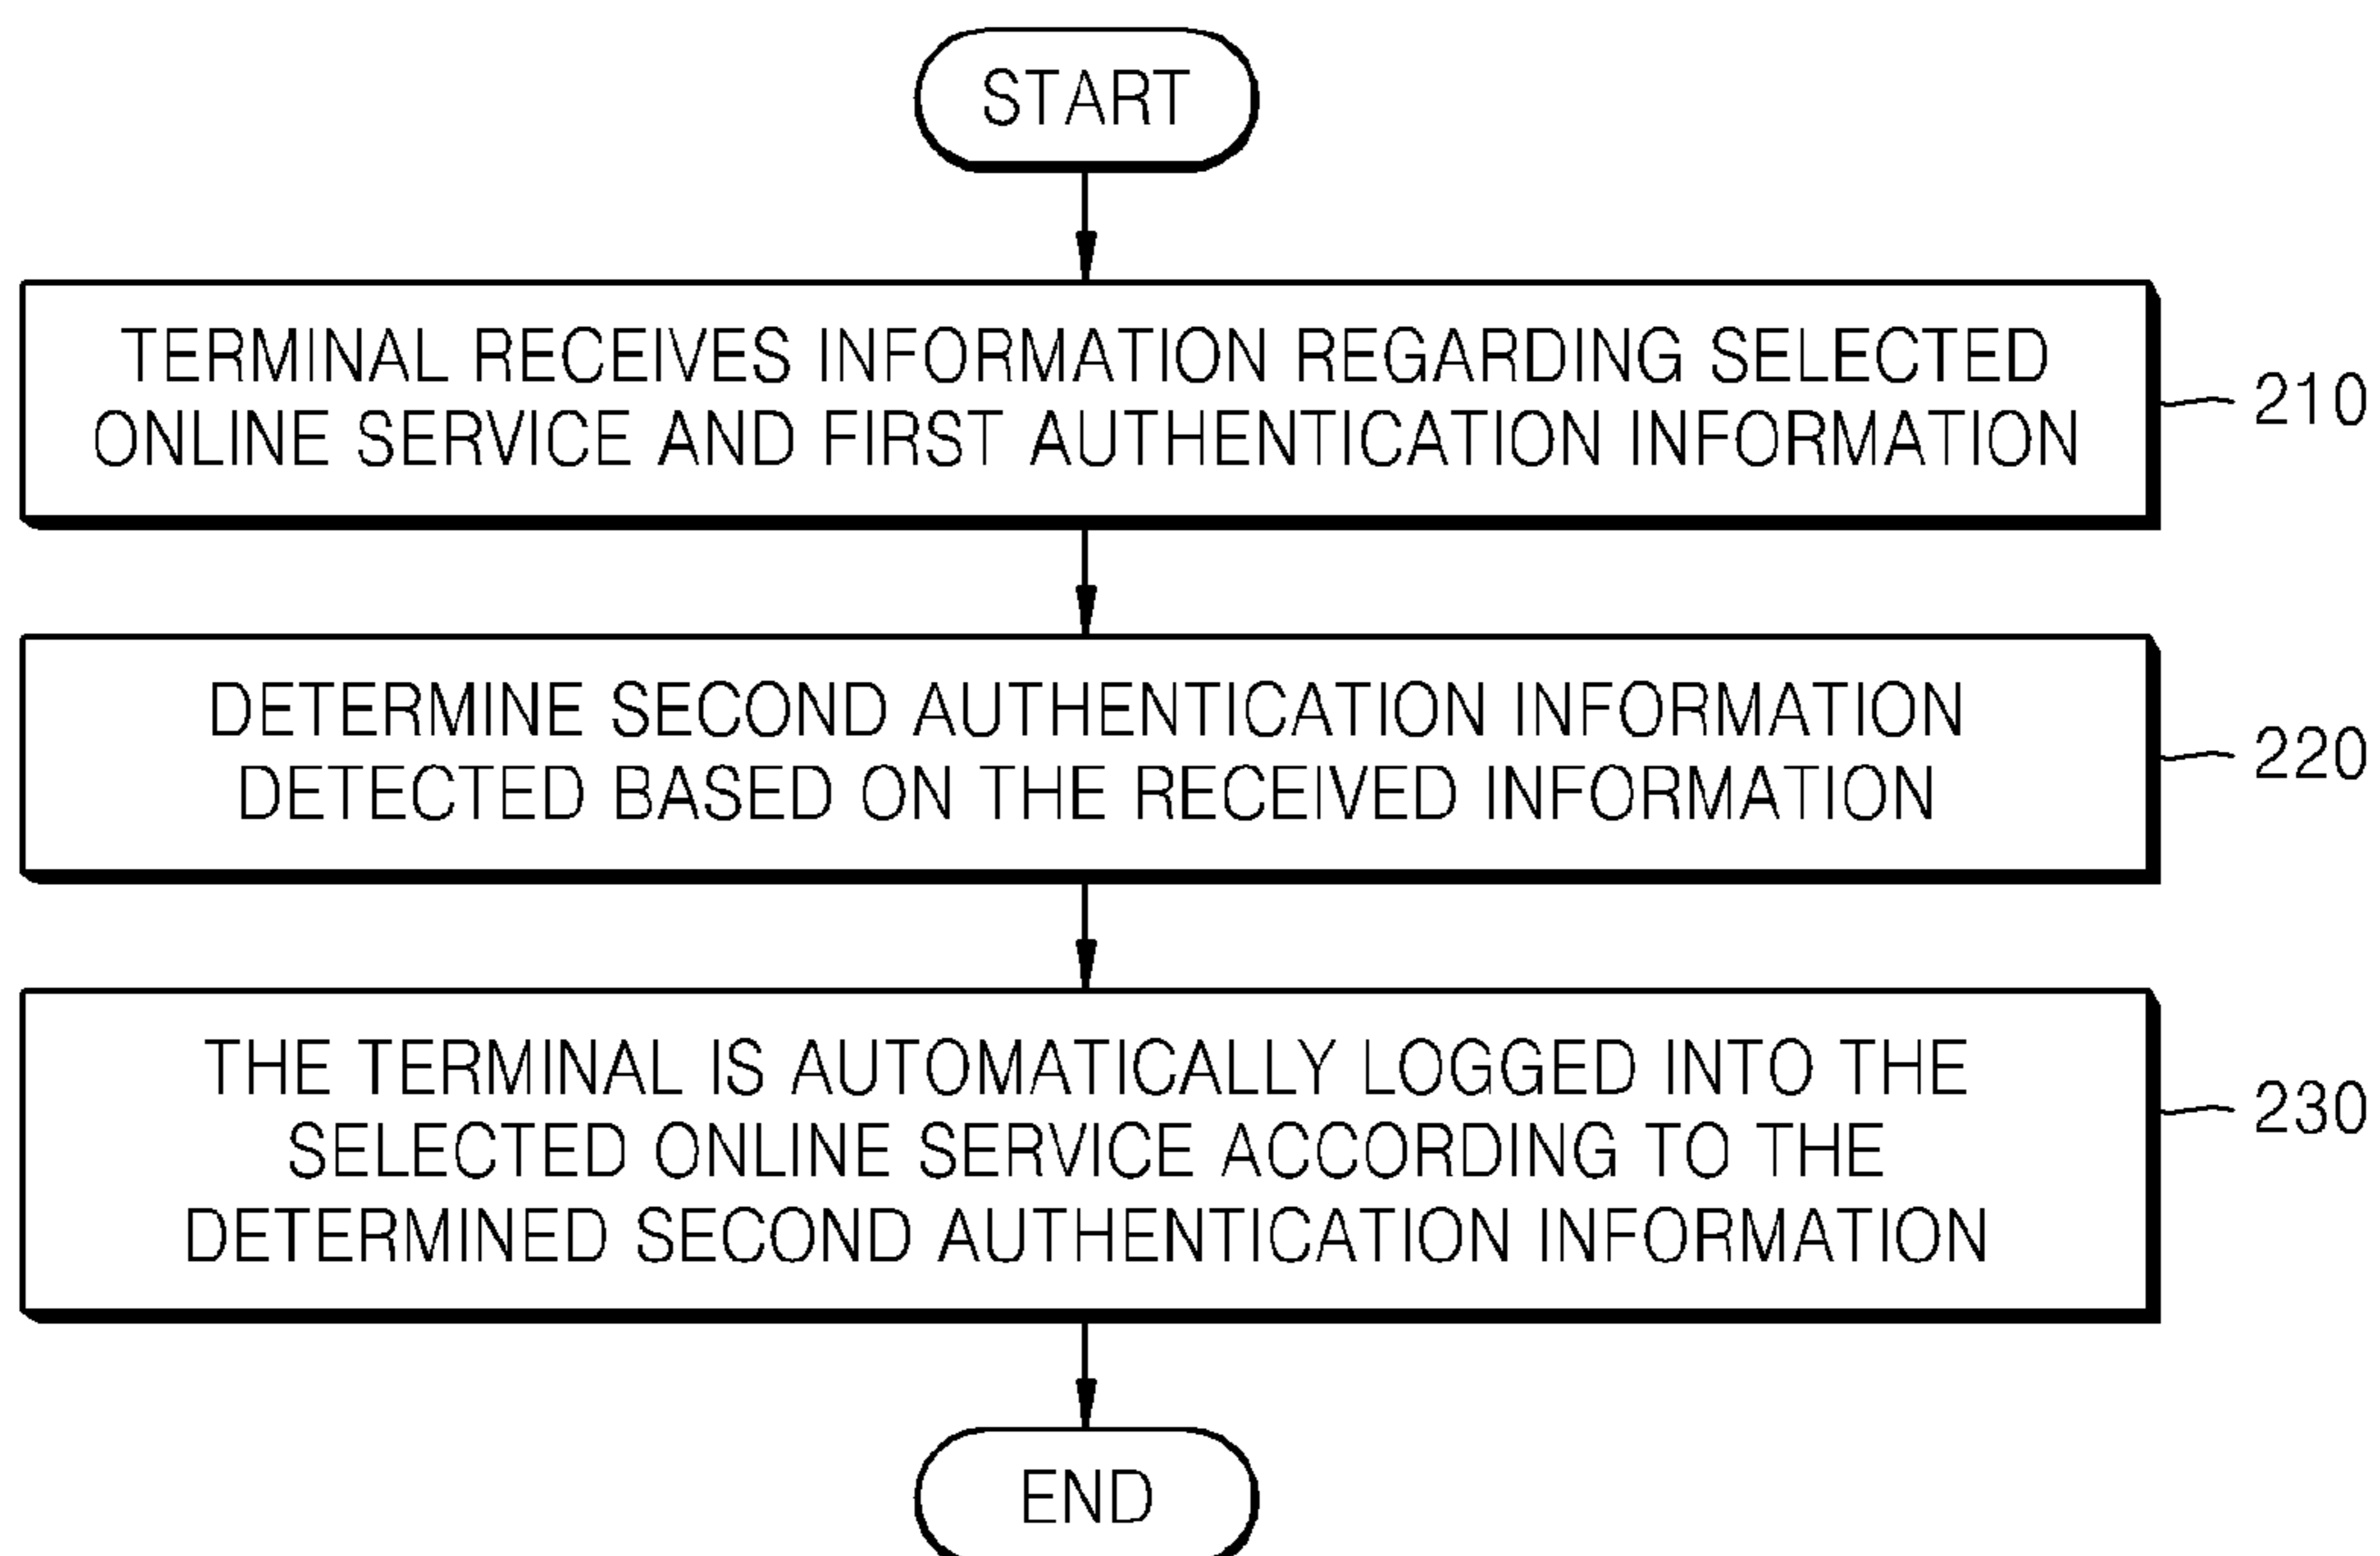 START
TERMINAL RECEIVES INFORMATION REGARDING SELECTED
ONLINE SERVICE AND FIRST AUTHENTICATION INFORMATION
210
DETERMINE SECOND AUTHENTICATION INFORMATION
DETECTED BASED ON THE RECEIVED INFORMATION
220
THE TERMINAL IS AUTOMATICALLY LOGGED INTO THE
SELECTED ONLINE SERVICE ACCORDING TO THE
DETERMINED SECOND AUTHENTICATION INFORMATION
230
END